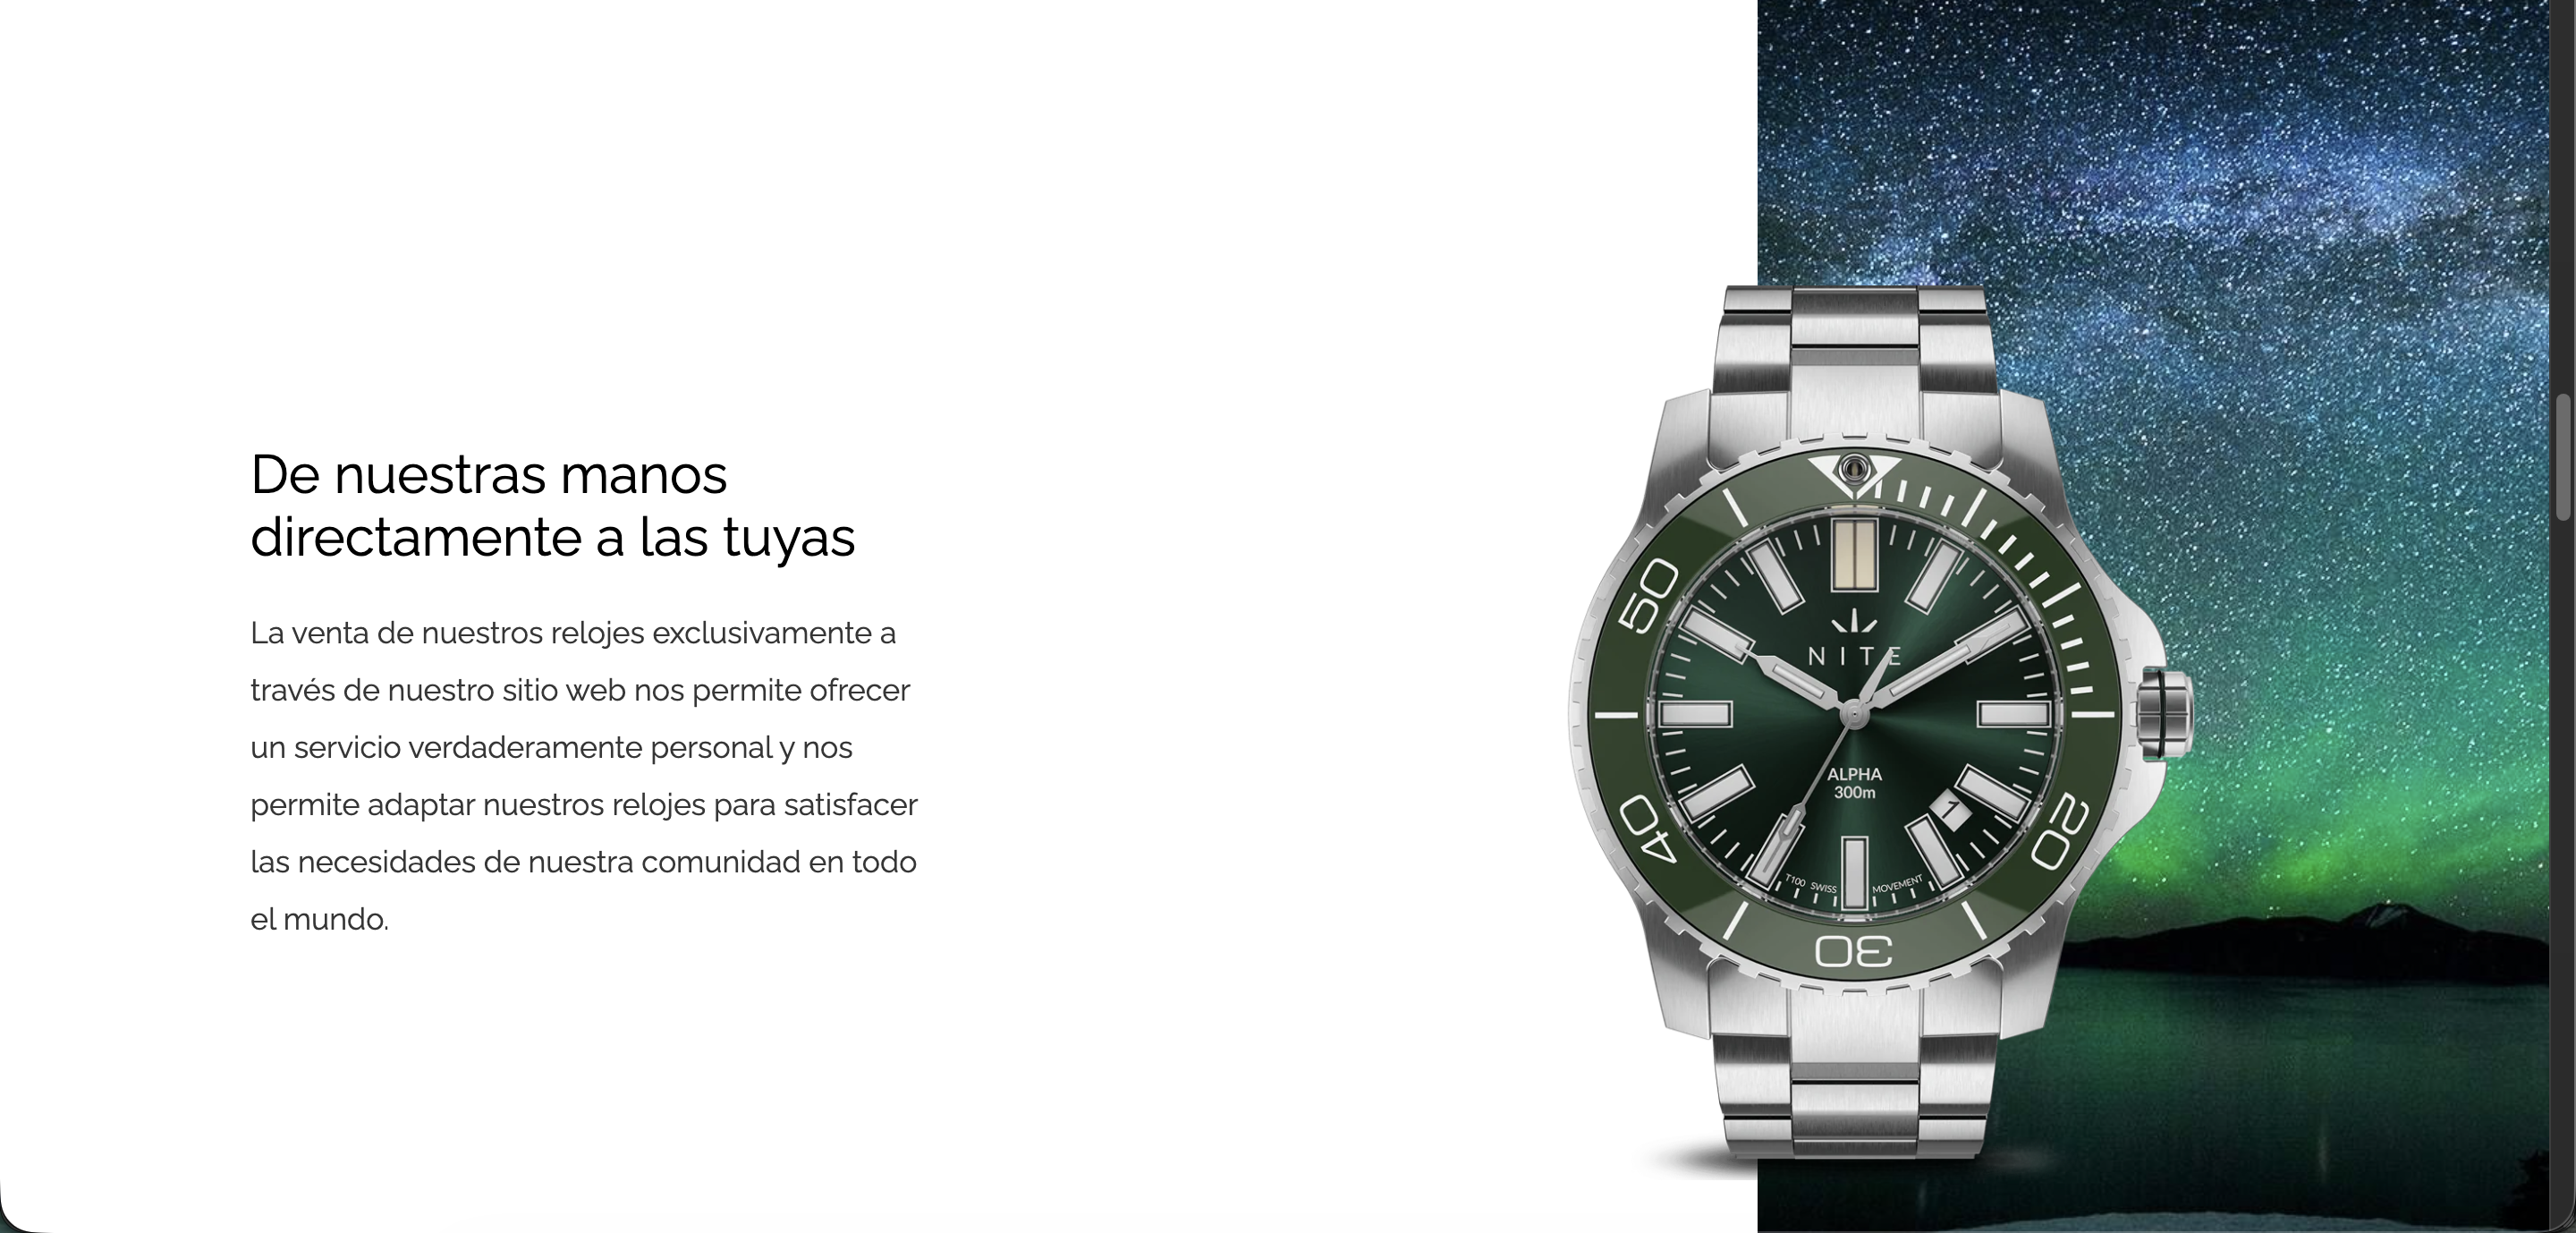 De nuestras manos
directamente a las tuyas
La venta de nuestros relojes exclusivamente a
través de nuestro sitio web nos permite ofrecer
un servicio verdaderamente personal y nos
permite adaptar nuestros relojes para satisfacer
las necesidades de nuestra comunidad en todo
el mundo.
50
NITE
ALPHA
300m
1
40
20
T100 SWISS MOVEMENT
30